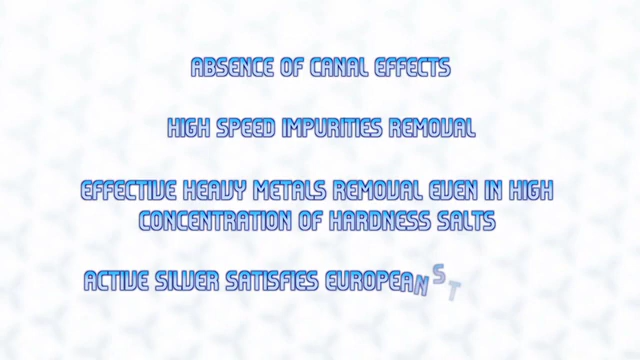 ABSENCE OF CANAL EFFECTS
HIGH SPEED IMPURITIES REMOVAL
EFFECTIVE HEAVY METALS REMOVAL EVEN IN HIGH
CONCENTRATION OF HARDNESS SALTS
ACTIVE SILVER SATISFIES EUROPEAN ST